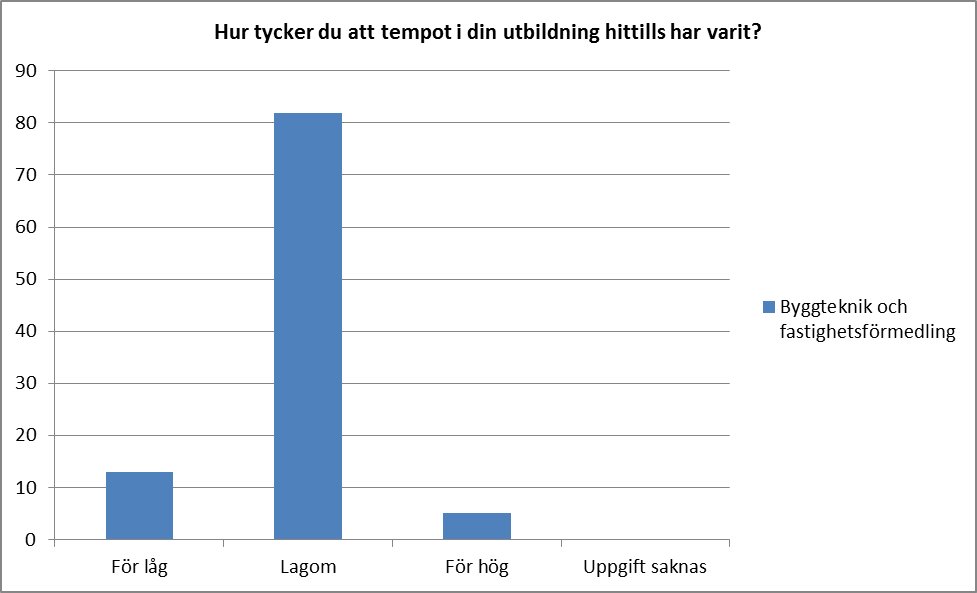 Hur tycker du att tempot i din utbildning hittills har varit?
90
80
70
60
50
40
30
20
10
0
För låg
Lagom
För hög
Uppgift saknas
Byggteknik och
fastighetsförmedling